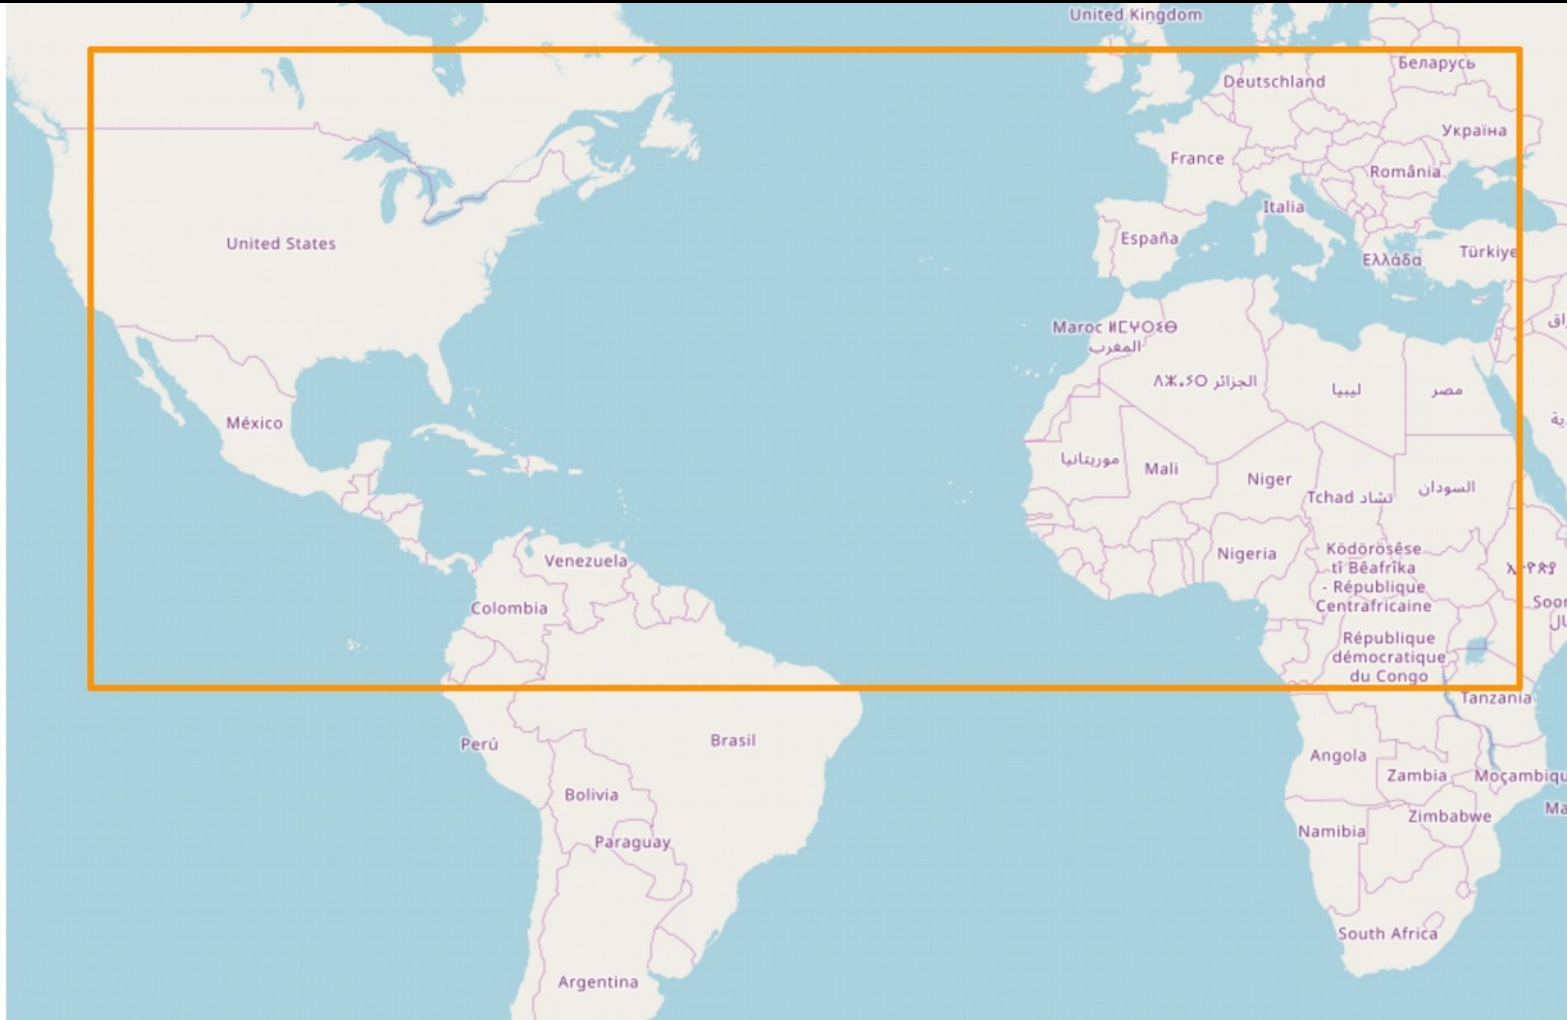 United Kingdom
Беларусь
Deutschland
Україна
France
România
Italia
United States
España
Ελλάδα
Türkiye
Maroc ⵍⵎⵖⵔⵉⴱ
المغرب
الجزائر
ليبيا
مصر
México
موريتانيا
Mali
Niger
Tchad تشاد
السودان
Nigeria
Ködörösêse
tî Bêafrîka
- République
Centrafricaine
Venezuela
Colombia
République
démocratique
du Congo
Tanzania
Perú
Brasil
Angola
Zambia
Bolivia
Zimbabwe
Paraguay
Namibia
South Africa
Argentina